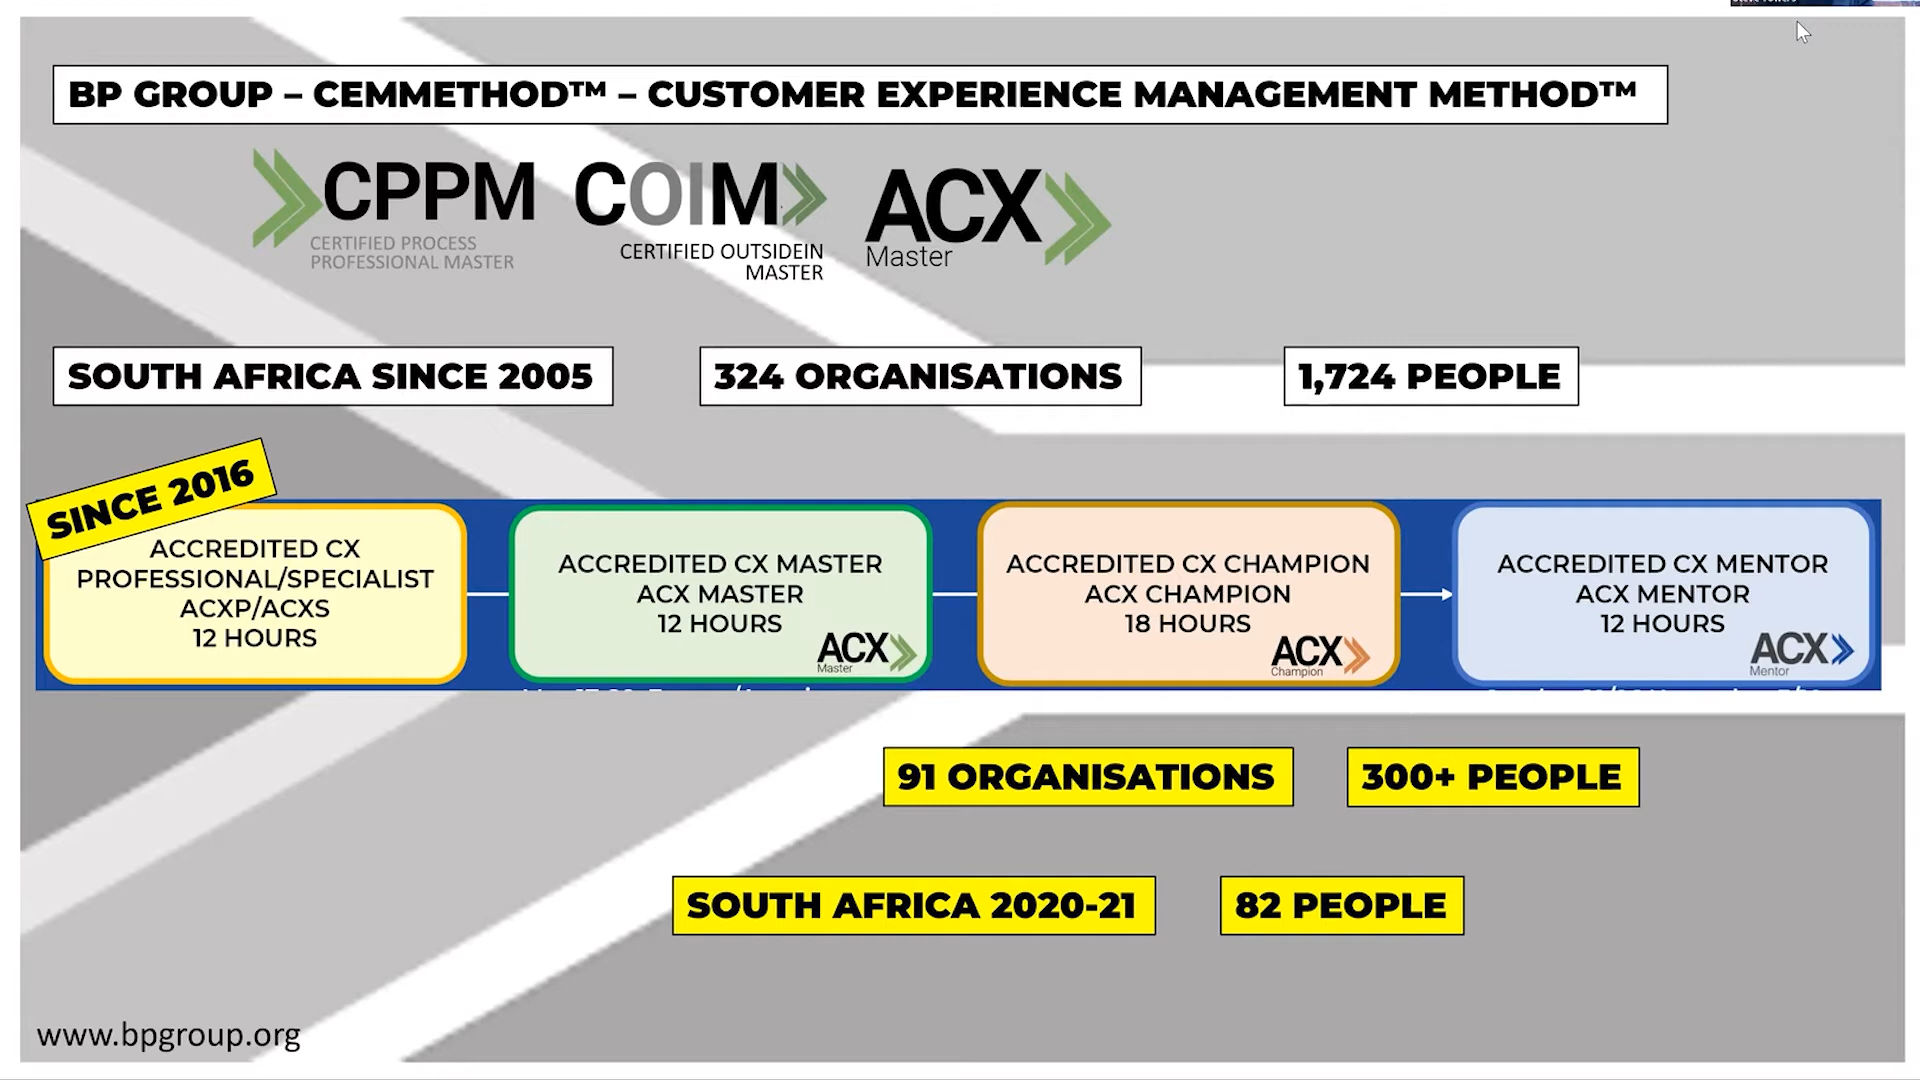 BP GROUP – CEMMETHOD™ – CUSTOMER EXPERIENCE MANAGEMENT METHOD™
CPPM
CERTIFIED PROCESS
PROFESSIONAL MASTER
COIM
CERTIFIED OUTSIDEIN
MASTER
ACX
Master
SOUTH AFRICA SINCE 2005
324 ORGANISATIONS
1,724 PEOPLE
SINCE 2016
ACCREDITED CX
PROFESSIONAL/SPECIALIST
ACXP/ACXS
12 HOURS
ACCREDITED CX MASTER
ACX MASTER
12 HOURS
ACX
Master
ACCREDITED CX CHAMPION
ACX CHAMPION
18 HOURS
ACX
Champion
ACCREDITED CX MENTOR
ACX MENTOR
12 HOURS
ACX
Mentor
91 ORGANISATIONS
300+ PEOPLE
SOUTH AFRICA 2020-21
82 PEOPLE
www.bpgroup.org